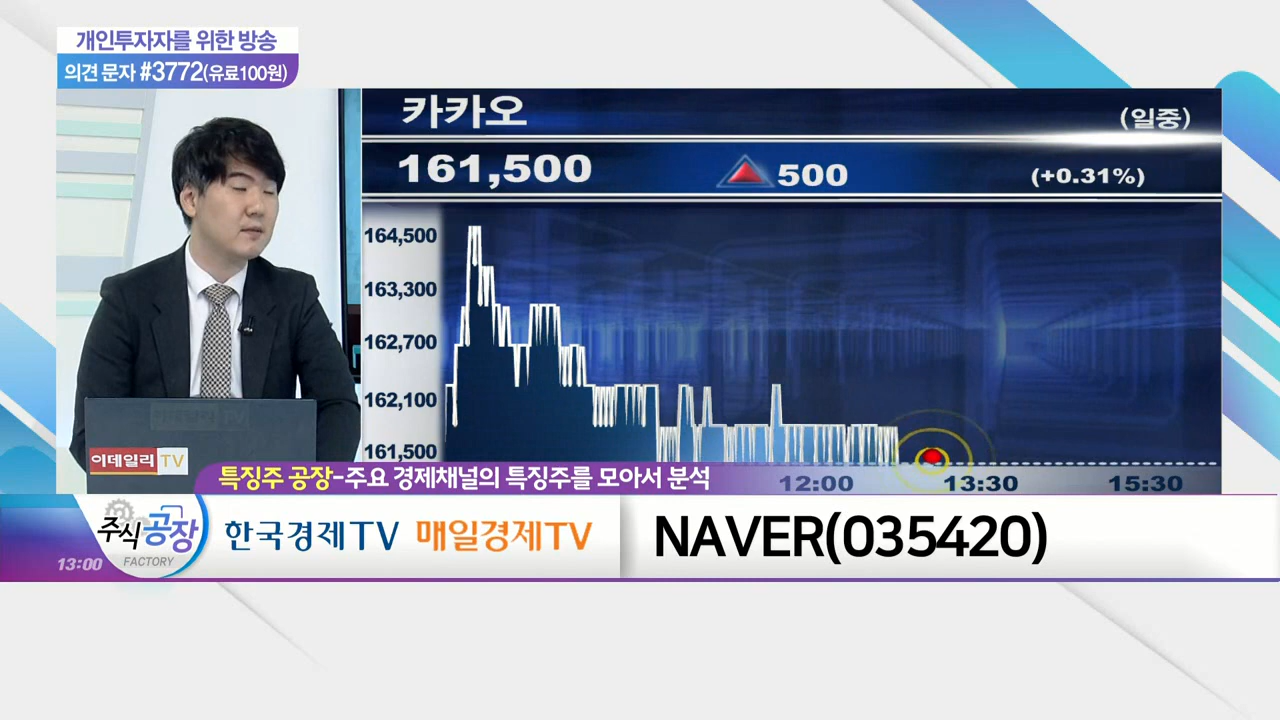 개인투자자를 위한 방송
의견 문자 #3772(유료100원)
카카오
(일중)
161,500
500
(+0.31%)
164,500
163,300
162,700
162,100
161,500
12:00
13:30
15:30
이데일리 TV
특징주 공장-주요 경제채널의 특징주를 모아서 분석
주식공장
FACTORY
13:00
한국경제TV 매일경제TV
NAVER(035420)